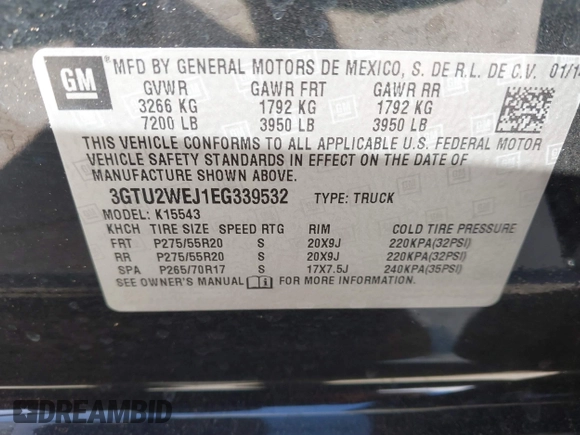 GM
MFD BY GENERAL MOTORS DE MEXICO, S. DE R.L. DE C.V. 01/1
GVWR GAWR FRT GAWR RR
3266 KG 1792 KG 1792 KG
7200 LB 3950 LB 3950 LB
THIS VEHICLE CONFORMS TO ALL APPLICABLE U.S. FEDERAL MOTOR
VEHICLE SAFETY STANDARDS IN EFFECT ON THE DATE OF
MANUFACTURE SHOWN ABOVE.
3GTU2WEJ1EG339532 TYPE: TRUCK
MODEL: K15543
KHCH TIRE SIZE SPEED RTG RIM COLD TIRE PRESSURE
FRT P275/55R20 S 20X9J 220KPA(32PSI)
RR P275/55R20 S 20X9J 220KPA(32PSI)
SPA P265/70R17 S 17X7.5J 240KPA(35PSI)
SEE OWNER'S MANUAL FOR MORE INFORMATION
DREAMBID